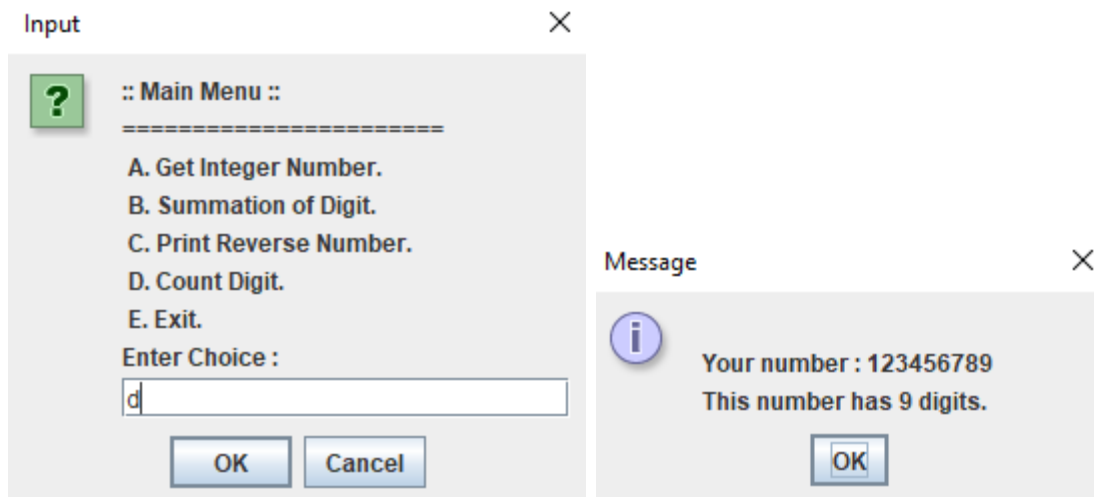 Input
:: Main Menu ::
=======================
A. Get Integer Number.
B. Summation of Digit.
C. Print Reverse Number.
D. Count Digit.
E. Exit.
Enter Choice :
d
OK Cancel
Message
Your number : 123456789
This number has 9 digits.
OK